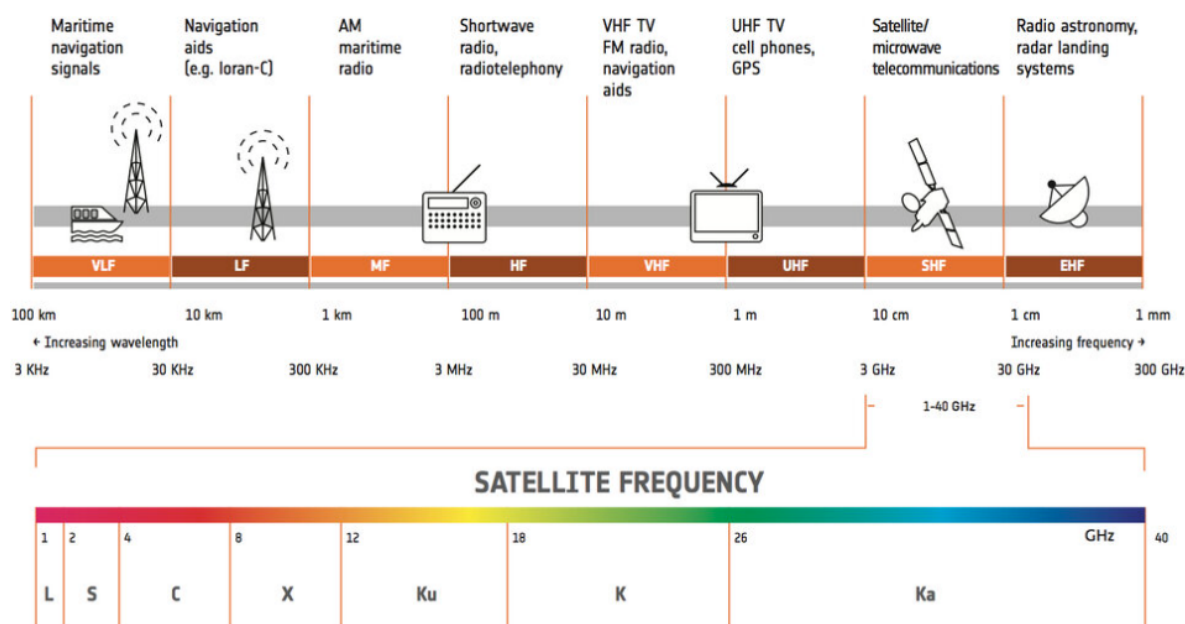 Maritime
navigation
signals
Navigation
aids
(e.g. loran-C)
AM
maritime
radio
Shortwave
radio,
radiotelephony
VHF TV
FM radio,
navigation
aids
UHF TV
cell phones,
GPS
Satellite/
microwave
telecommunications
Radio astronomy,
radar landing
systems
VLF LF MF HF VHF UHF SHF EHF
100 km 10 km 1 km 100 m 10 m 1 m 10 cm 1 cm 1 mm
← Increasing wavelength Increasing frequency →
3 KHz 30 KHz 300 KHz 3 MHz 30 MHz 300 MHz 3 GHz 30 GHz 300 GHz
1-40 GHz
SATELLITE FREQUENCY
1 2 4 8 12 18 26 GHz 40
L S C X Ku K Ka